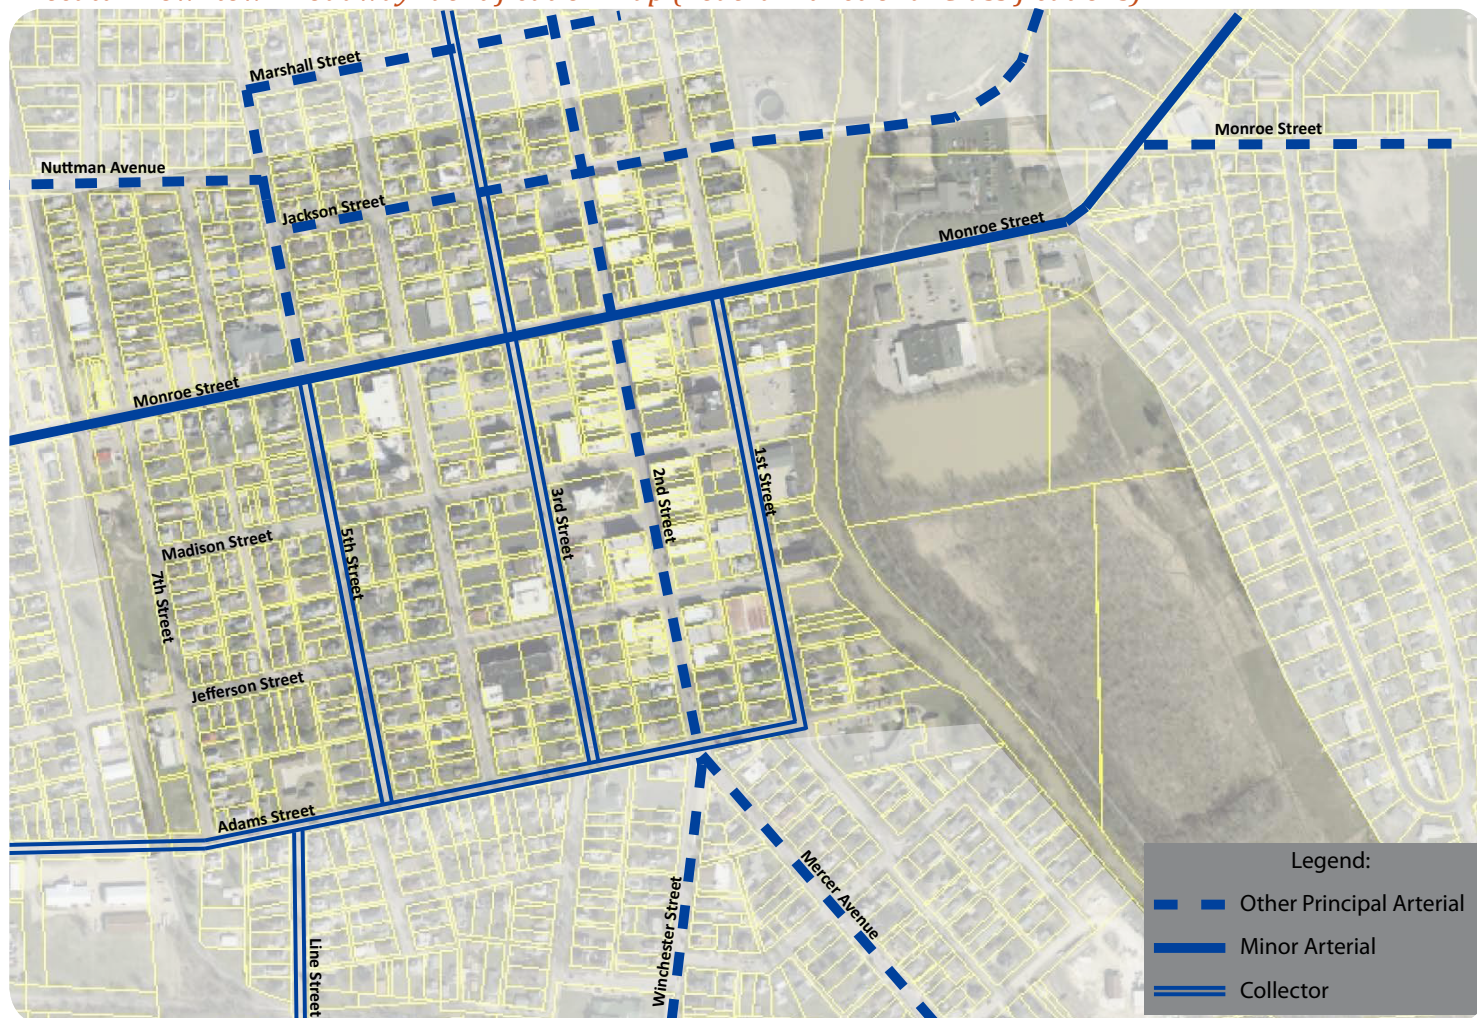 Map (
Marshall Street
Monroe Street
Nuttman Avenue
Jackson Street
Monroe Street
Monroe Street
1st Street
2nd Street
3rd Street
5th Street
Madison Street
7th Street
Jefferson Street
Adams Street
Mercer Avenue
Winchester Street
Line Street
Legend:
Other Principal Arterial
Minor Arterial
Collector